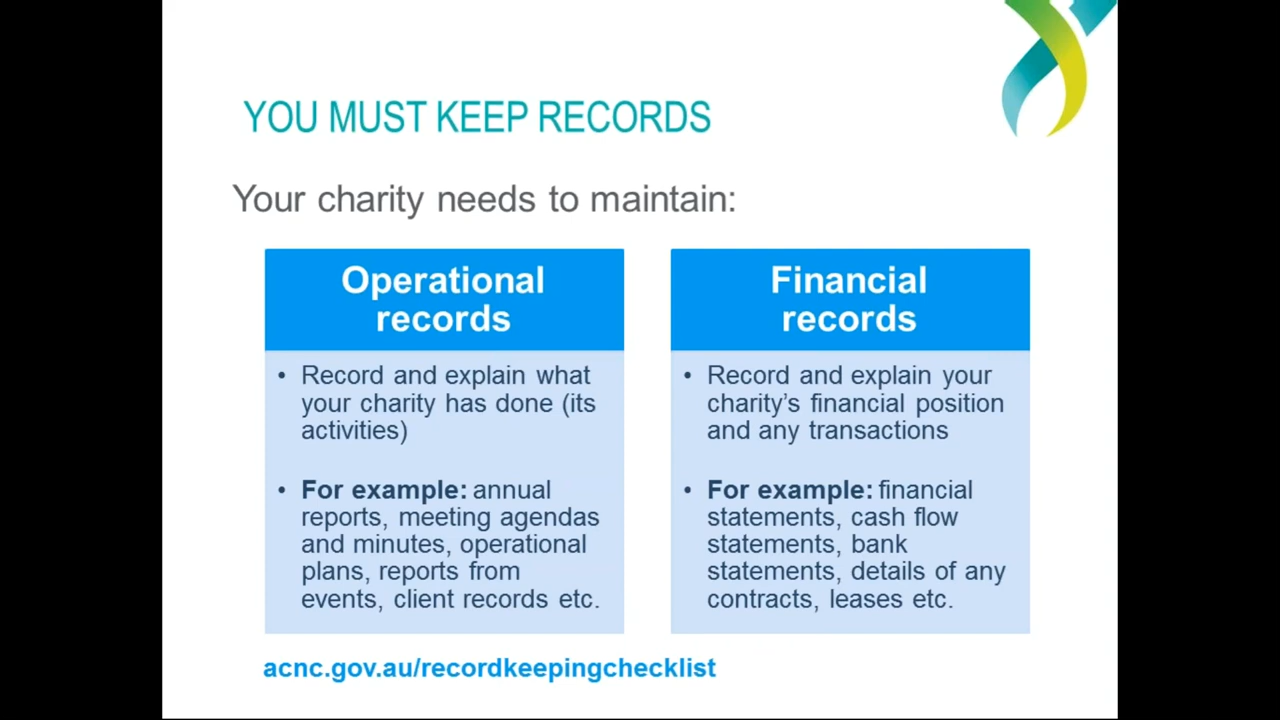 YOU MUST KEEP RECORDS
Your charity needs to maintain:
Operational
records
• Record and explain what
your charity has done (its
activities)
• For example: annual
reports, meeting agendas
and minutes, operational
plans, reports from
events, client records etc.
Financial
records
• Record and explain your
charity’s financial position
and any transactions
• For example: financial
statements, cash flow
statements, bank
statements, details of any
contracts, leases etc.
acnc.gov.au/recordkeepingchecklist